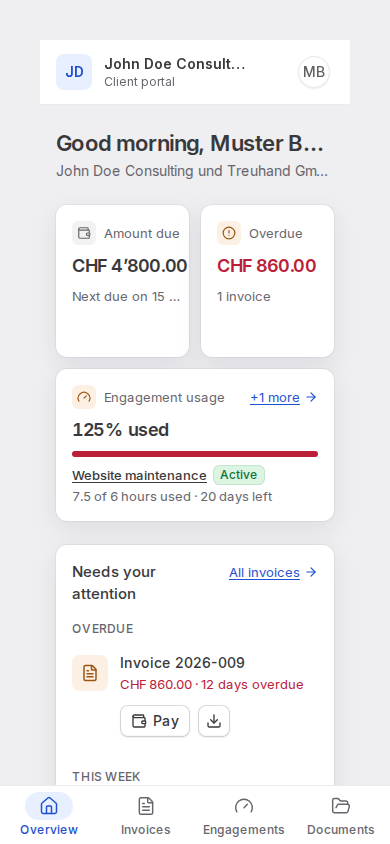 JD
John Doe Consult…
Client portal
MB
Good morning, Muster B…
John Doe Consulting und Treuhand Gm…
Amount due
CHF 4’800.00
Next due on 15 …
Overdue
CHF 860.00
1 invoice
Engagement usage
+1 more
125% used
Website maintenance
Active
7.5 of 6 hours used · 20 days left
Needs your
attention
All invoices
OVERDUE
Invoice 2026-009
CHF 860.00 · 12 days overdue
Pay
THIS WEEK
Overview
Invoices
Engagements
Documents